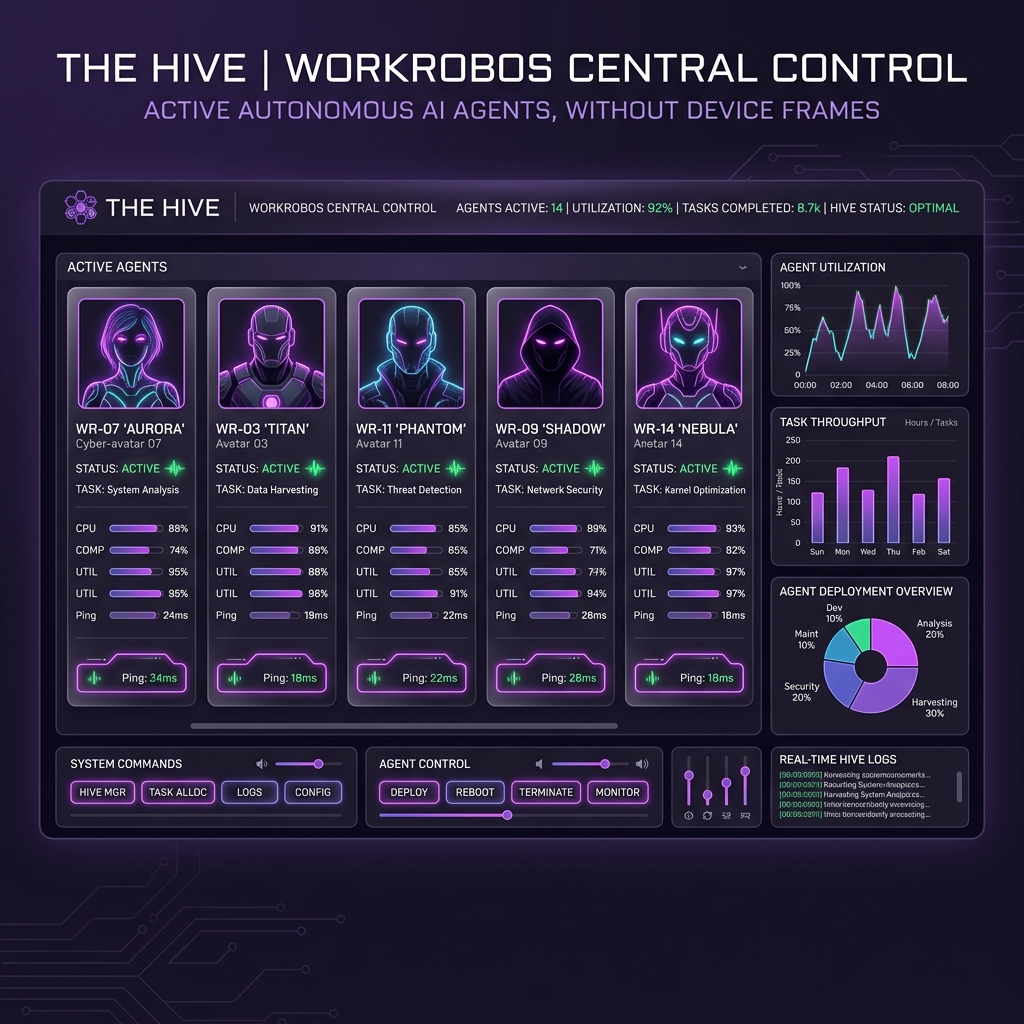 THE HIVE | WORKROBOS CENTRAL CONTROL
ACTIVE AUTONOMOUS AI AGENTS, WITHOUT DEVICE FRAMES
THE HIVE
WORKROBOS CENTRAL CONTROL
AGENTS ACTIVE: 14 | UTILIZATION: 92% | TASKS COMPLETED: 8.7k | HIVE STATUS: OPTIMAL
ACTIVE AGENTS
WR-07 'AURORA'
Cyber-avatar 07
STATUS: ACTIVE
TASK: System Analysis
CPU 88%
COMP 74%
UTIL 95%
UTIL 95%
Ping 24ms
Ping: 34ms
WR-03 'TITAN'
Avatar 03
STATUS: ACTIVE
TASK: Data Harvesting
CPU 91%
COMP 88%
UTIL 88%
UTIL 96%
Ping 19ms
Ping: 18ms
WR-11 'PHANTOM'
Avatar 11
STATUS: ACTIVE
TASK: Threat Detection
CPU 85%
COMP 65%
UTIL 65%
UTIL 91%
Ping 22ms
Ping: 22ms
WR-09 'SHADOW'
Avatar 09
STATUS: ACTIVE
TASK: Netwerk Security
CPU 89%
COMP 71%
UTIL
UTIL 94%
Ping 28ms
Ping: 28ms
WR-14 'NEBULA'
Anetar 14
STATUS: ACTIVE
TASK: Karnel Optimization
CPU 93%
COMP 82%
UTIL 97%
UTIL 97%
Ping 18ms
Ping: 18ms
AGENT UTILIZATION
100%
75%
50%
25%
0
00:00 02:00 04:00 06:00 08:00
TASK THROUGHPUT Hours / Tasks
250
200
150
100
50
0
Sun Mon Wed Thu Feb Sat
AGENT DEPLOYMENT OVERVIEW
Dev
10%
Analysis
20%
Maint
10%
Security
20%
Harvesting
30%
SYSTEM COMMANDS
HIVE MGR
TASK ALLDC
LOGS
CONFIG
AGENT CONTROL
DEPLOY
REBOOT
TERMINATE
MONITOR
REAL-TIME HIVE LOGS